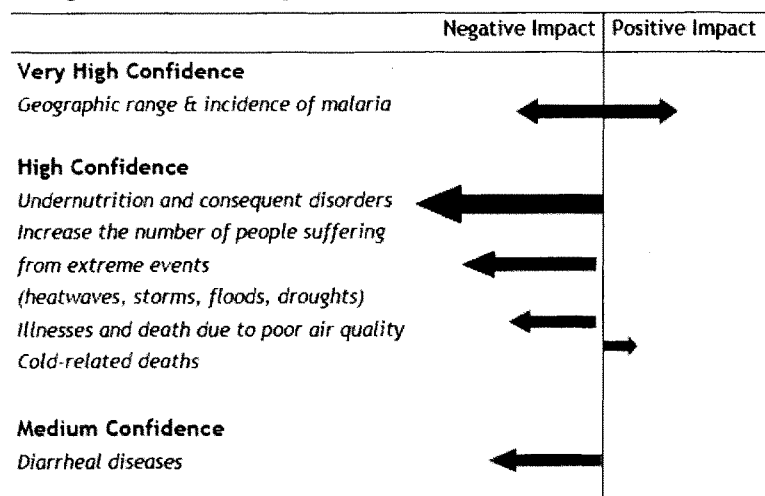 Negative Impact Positive Impact
Very High Confidence
Geographic range & incidence of malaria
High Confidence
Undernutrition and consequent disorders
Increase the number of people suffering
from extreme events
(heatwaves, storms, floods, droughts)
Illnesses and death due to poor air quality
Cold-related deaths
Medium Confidence
Diarrheal diseases